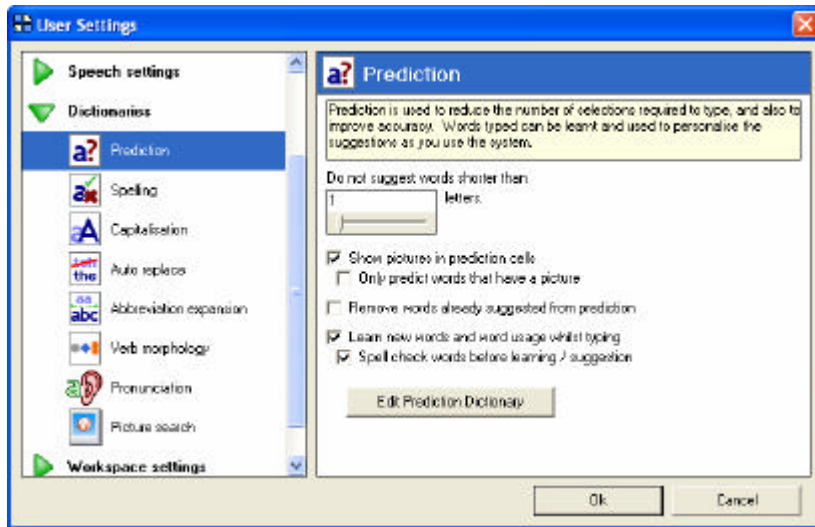 User Settings
Speech settings
Dictionaries
a? Prediction
Spelling
aA Capitalisation
the Auto replace
abc Abbreviation expansion
Verb morphology
Pronunciation
Picture search
Workspace settings
a? Prediction
Prediction is used to reduce the number of selections required to type, and also to
improve accuracy. Words typed can be learnt and used to personalise the
suggestions as you use the system.
Do not suggest words shorter than
1 letters.
Show pictures in prediction cells
Only predict words that have a picture
Remove words already suggested from prediction
Learn new words and word usage whilst typing
Spell check words before learning / suggestion
Edit Prediction Dictionary
Ok Cancel